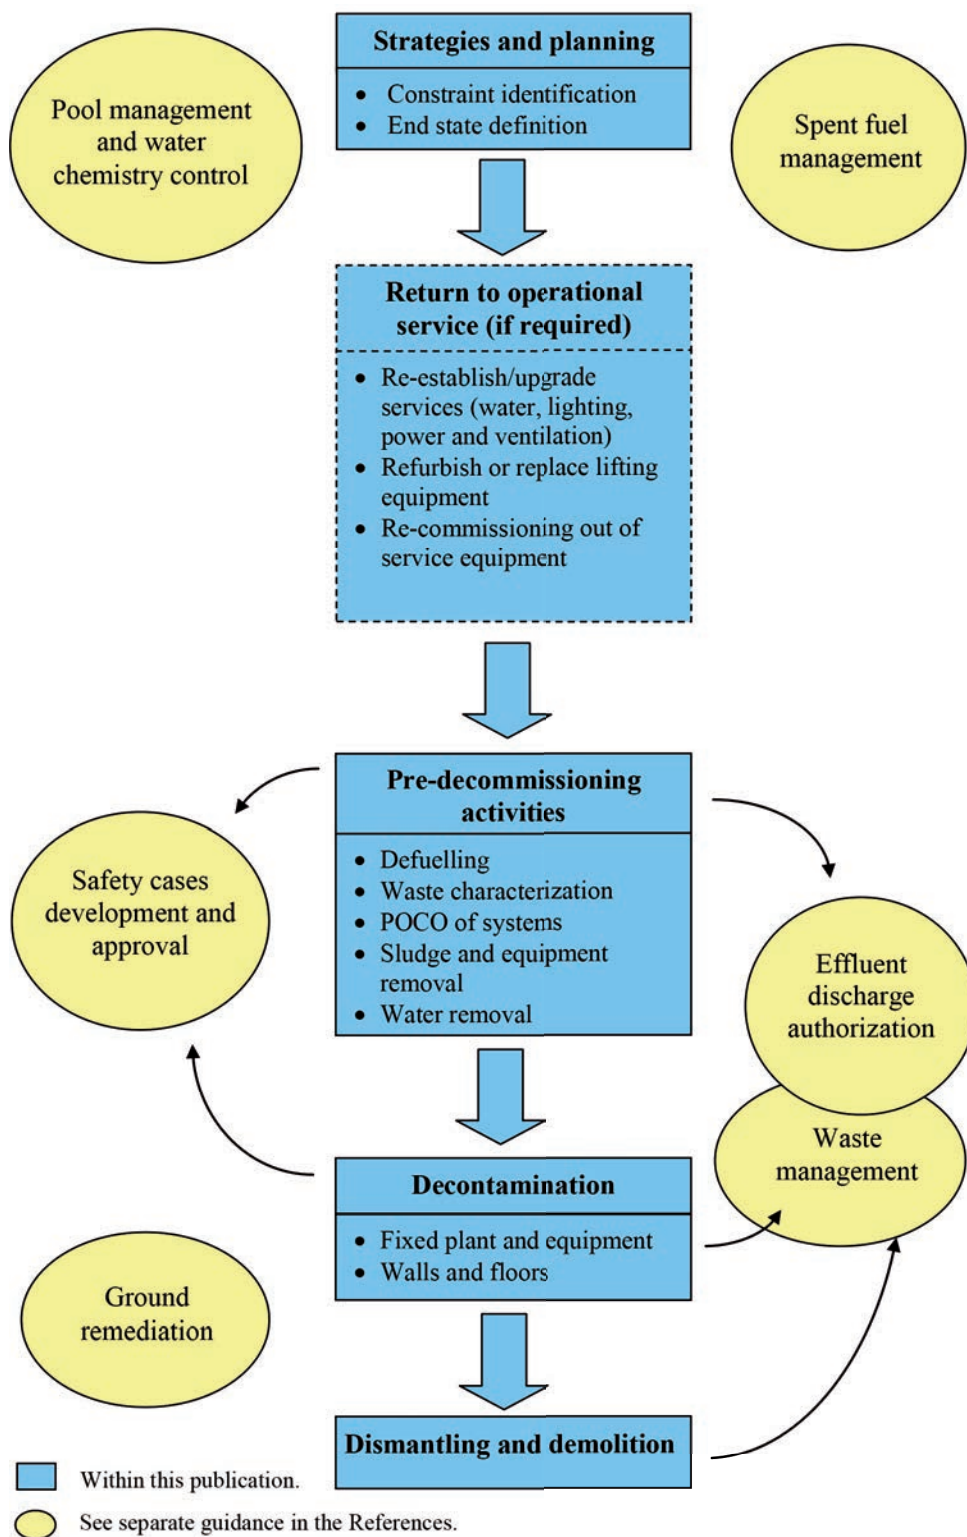 Strategies and planning
• Constraint identification
• End state definition
Pool management
and water
chemistry control
Spent fuel
management
Return to operational
service (if required)
• Re-establish/upgrade
services (water, lighting,
power and ventilation)
• Refurbish or replace lifting
equipment
• Re-commissioning out of
service equipment
Pre-decommissioning
activities
• Defuelling
• Waste characterization
• POCO of systems
• Sludge and equipment
removal
• Water removal
Safety cases
development and
approval
Effluent
discharge
authorization
Waste
management
Decontamination
• Fixed plant and equipment
• Walls and floors
Ground
remediation
Dismantling and demolition
Within this publication.
See separate guidance in the References.